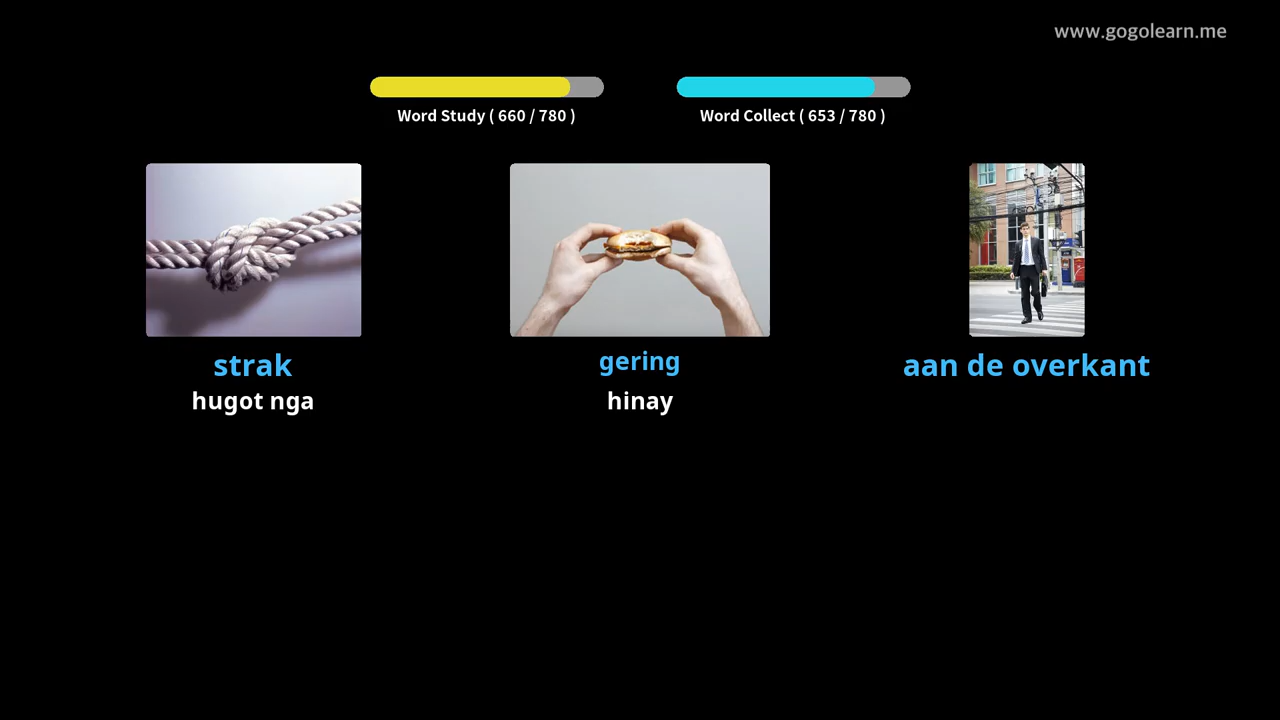 www.gogolearn.me
Word Study ( 660 / 780 )
Word Collect ( 653 / 780 )
strak
hugot nga
gering
hinay
aan de overkant